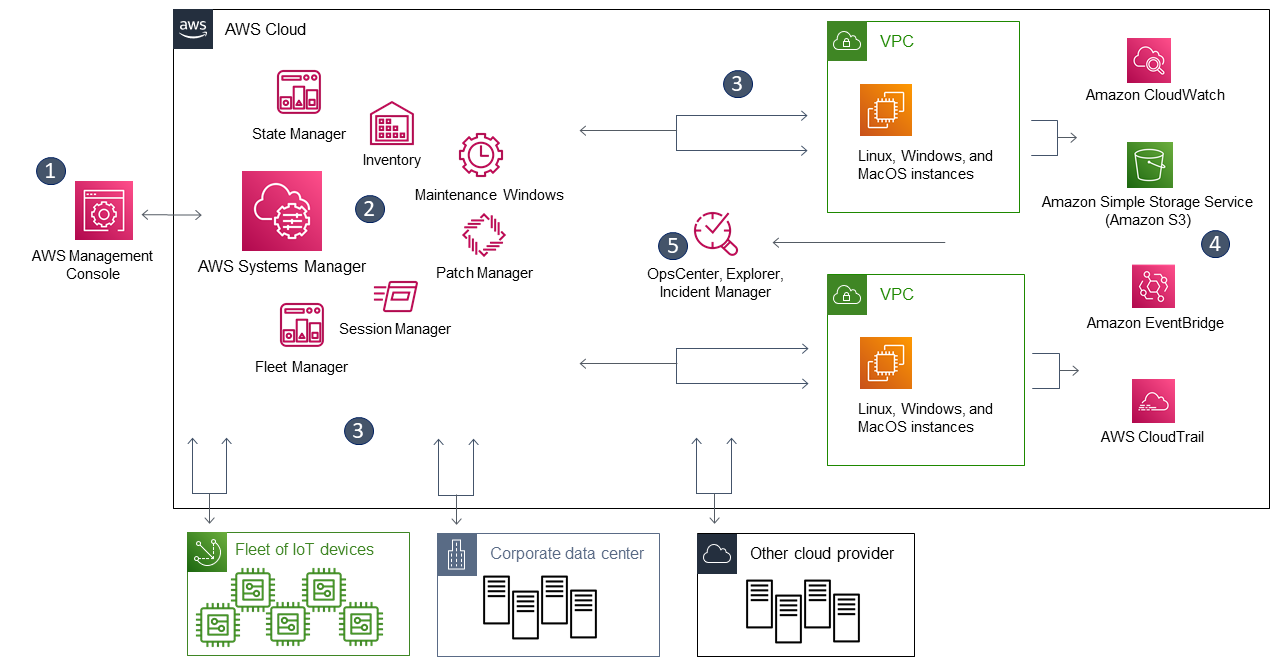 aws
AWS Cloud
State Manager
Inventory
Maintenance Windows
1
AWS Management
Console
AWS Systems Manager
2
Patch Manager
Session Manager
Fleet Manager
3
3
VPC
Linux, Windows, and
MacOS instances
5
OpsCenter, Explorer,
Incident Manager
VPC
Linux, Windows, and
MacOS instances
Amazon CloudWatch
Amazon Simple Storage Service
(Amazon S3)
4
Amazon EventBridge
AWS CloudTrail
Fleet of IoT devices
Corporate data center
Other cloud provider